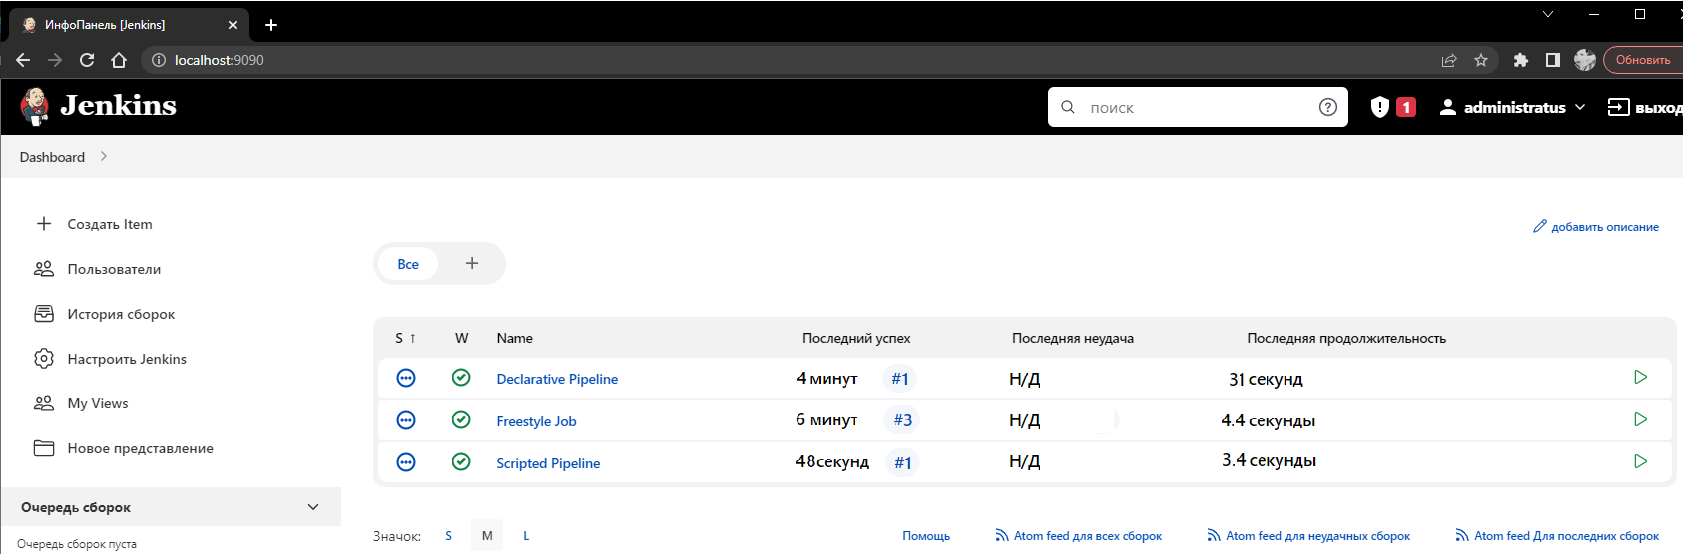 ИнфоПанель [Jenkins]
localhost:9090
Обновить
Jenkins
поиск
1
administratus
выход
Dashboard
Создать Item
добавить описание
Пользователи
Все
История сборок
S ↑ W Name Последний успех Последняя неудача Последняя продолжительность
Настроить Jenkins
Declarative Pipeline 4 минут #1 Н/Д 31 секунд
My Views
Freestyle Job 6 минут #3 Н/Д 4.4 секунды
Новое представление
Scripted Pipeline 48секунд #1 Н/Д 3.4 секунды
Очередь сборок
Очередь сборок пуста
Значок: S M L Помощь Atom feed для всех сборок Atom feed для неудачных сборок Atom feed Для последних сборок